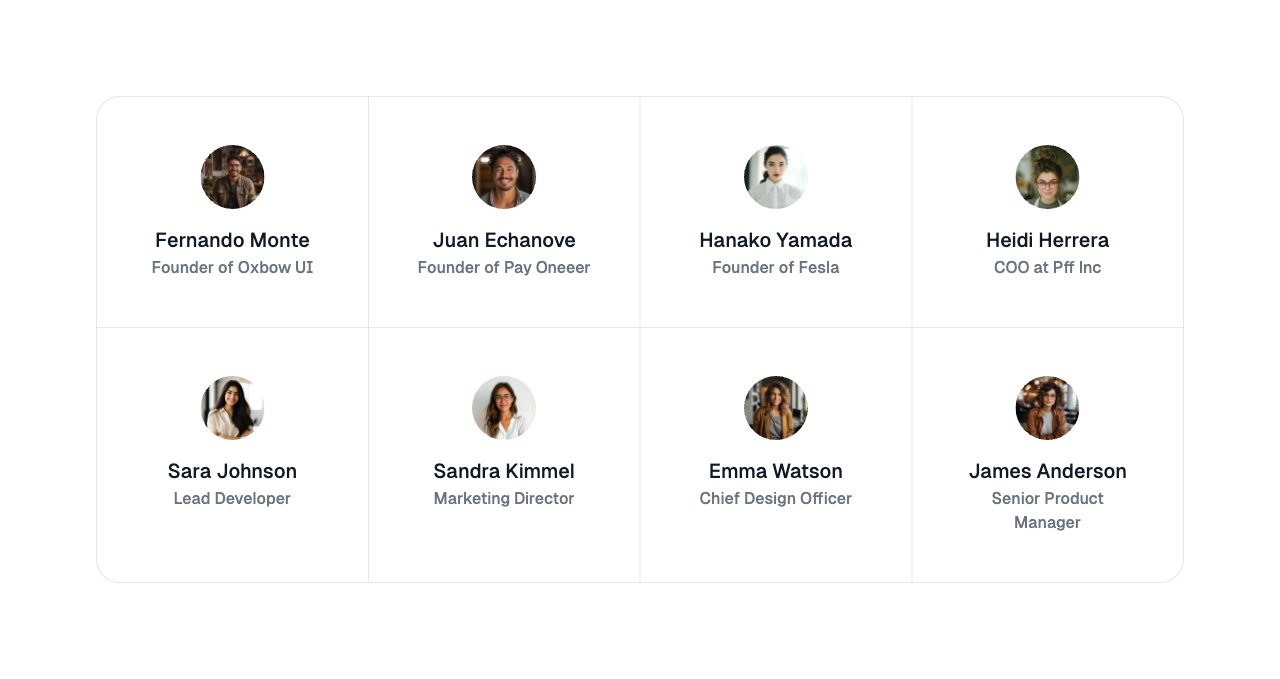 Fernando Monte
Founder of Oxbow UI
Juan Echanove
Founder of Pay Oneeer
Hanako Yamada
Founder of Fesla
Heidi Herrera
COO at Pff Inc
Sara Johnson
Lead Developer
Sandra Kimmel
Marketing Director
Emma Watson
Chief Design Officer
James Anderson
Senior Product
Manager